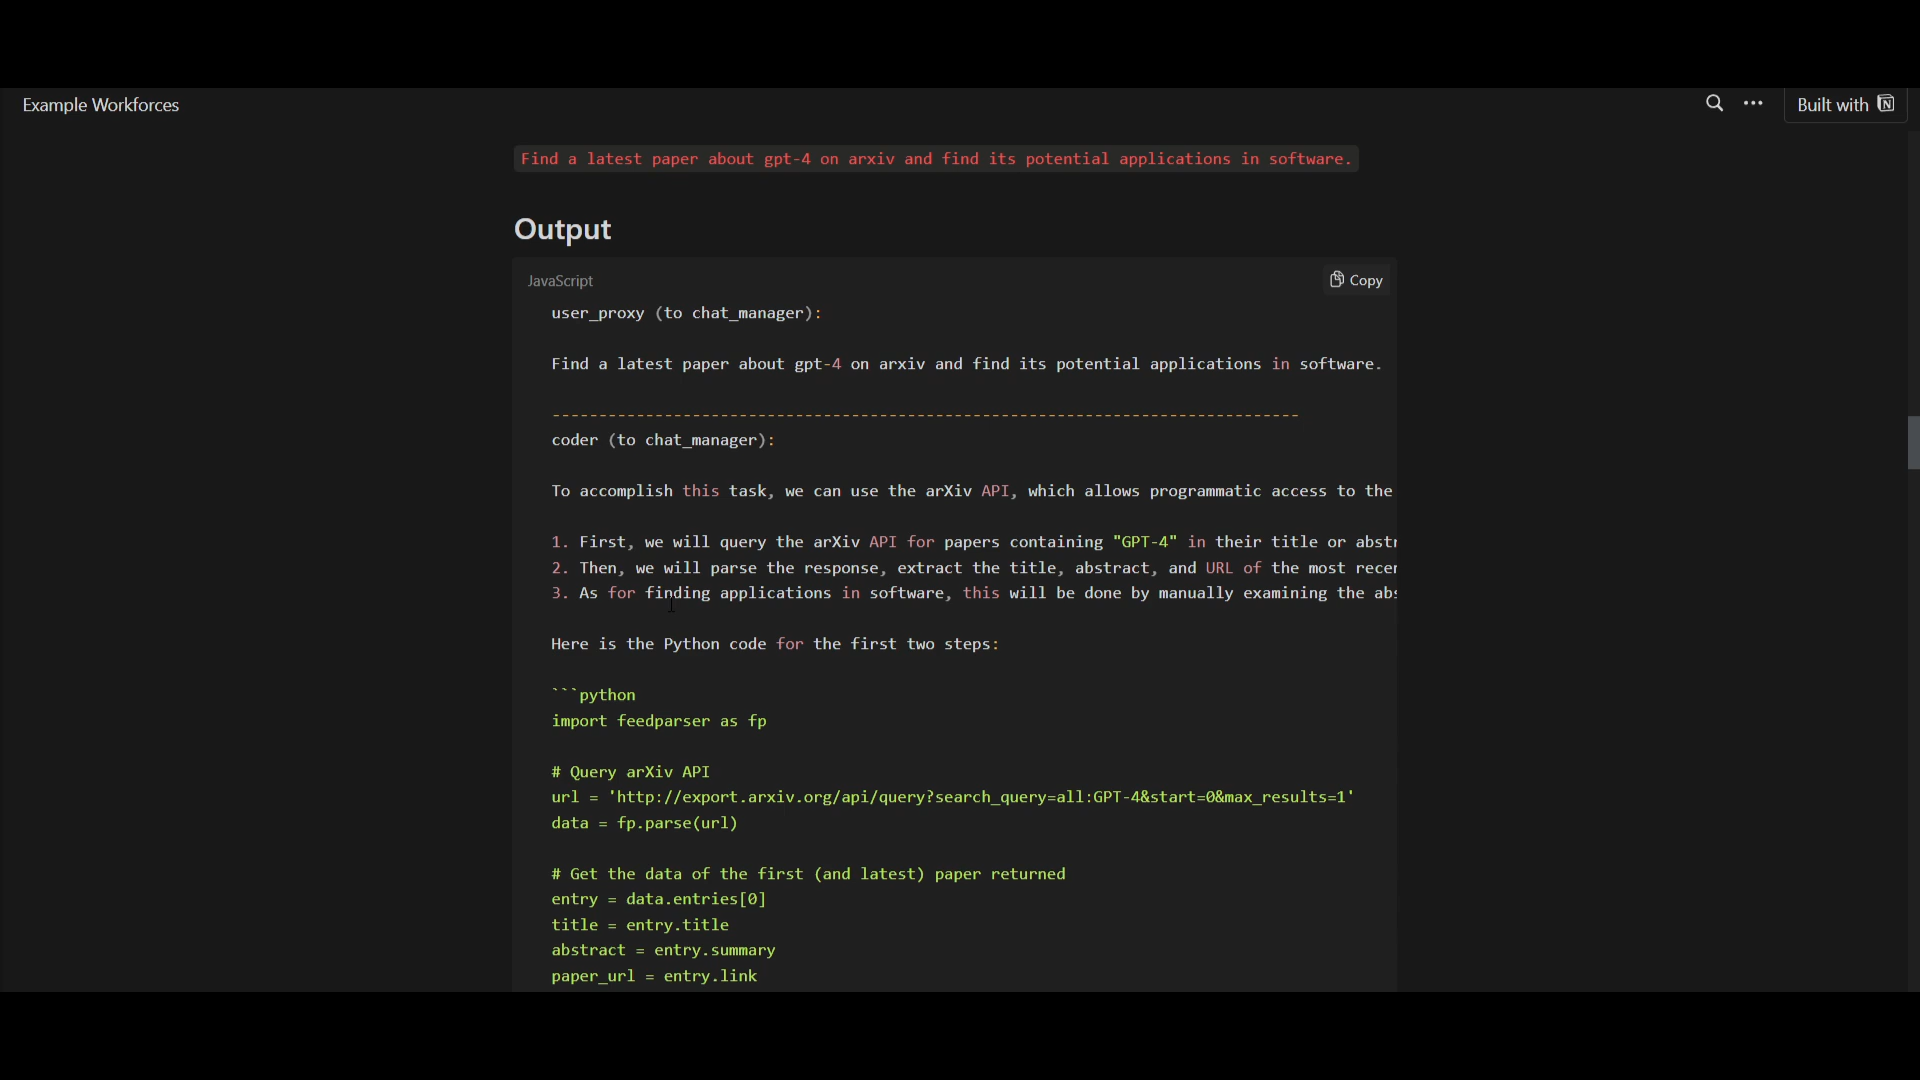 Example Workforces
Built with
Find a latest paper about gpt-4 on arxiv and find its potential applications in software.
Output
JavaScript
Copy
user_proxy (to chat_manager):
Find a latest paper about gpt-4 on arxiv and find its potential applications in software.
--------------------------------------------------------------------------------
coder (to chat_manager):
To accomplish this task, we can use the arXiv API, which allows programmatic access to the
1. First, we will query the arXiv API for papers containing "GPT-4" in their title or abstr
2. Then, we will parse the response, extract the title, abstract, and URL of the most recen
3. As for finding applications in software, this will be done by manually examining the abs
Here is the Python code for the first two steps:
```python
import feedparser as fp
# Query arXiv API
url = 'http://export.arxiv.org/api/query?search_query=all:GPT-4&start=0&max_results=1'
data = fp.parse(url)
# Get the data of the first (and latest) paper returned
entry = data.entries[0]
title = entry.title
abstract = entry.summary
paper_url = entry.link